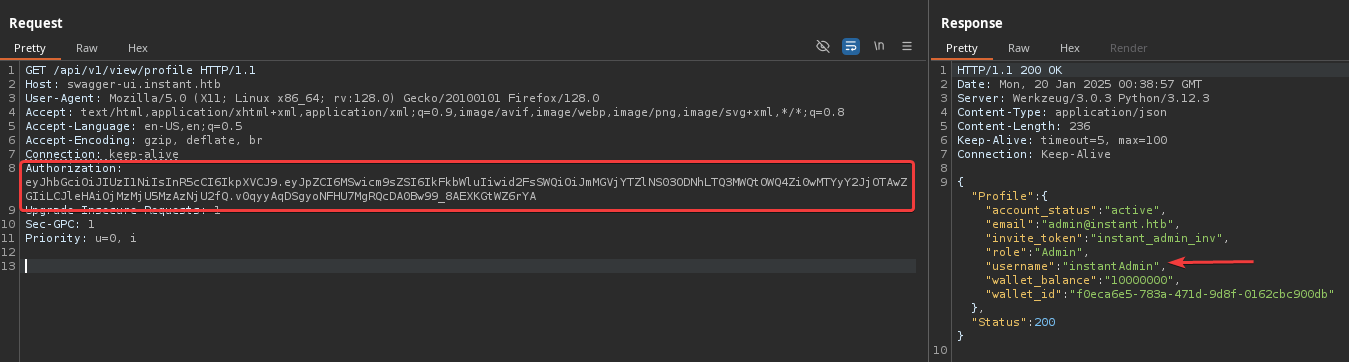 Request
Pretty Raw Hex
\n
1 GET /api/v1/view/profile HTTP/1.1
2 Host: swagger-ui.instant.htb
3 User-Agent: Mozilla/5.0 (X11; Linux x86_64; rv:128.0) Gecko/20100101 Firefox/128.0
4 Accept: text/html,application/xhtml+xml,application/xml;q=0.9,image/avif,image/webp,image/png,image/svg+xml,*/*;q=0.8
5 Accept-Language: en-US,en;q=0.5
6 Accept-Encoding: gzip, deflate, br
7 Connection: keep-alive
8 Authorization:
eyJhbGciOiJIUzI1NiIsInR5cCI6IkpXVCJ9.eyJpZCI6MSwicm9sZSI6IkFkbWluIiwid2FsSWQiOiJmMGVjYTZlNS03ODNhLTQ3MWQtOWQ4Zi0wMTYyY2JjOTAwZ
GIiLCJleHAiOjMzMjU5MzAzNjU2fQ.v0qyyAqDSgyoNFHU7MgRQcDA0Bw99_8AEXKGtWZ6rYA
9 Upgrade-Insecure-Requests: 1
10 Sec-GPC: 1
11 Priority: u=0, i
12
13
Response
Pretty Raw Hex Render
1 HTTP/1.1 200 OK
2 Date: Mon, 20 Jan 2025 00:38:57 GMT
3 Server: Werkzeug/3.0.3 Python/3.12.3
4 Content-Type: application/json
5 Content-Length: 236
6 Keep-Alive: timeout=5, max=100
7 Connection: Keep-Alive
8
9 {
"Profile":{
"account_status":"active",
"email":"admin@instant.htb",
"invite_token":"instant_admin_inv",
"role":"Admin",
"username":"instantAdmin",
"wallet_balance":"10000000",
"wallet_id":"f0eca6e5-783a-471d-9d8f-0162cbc900db"
},
"Status":200
}
10